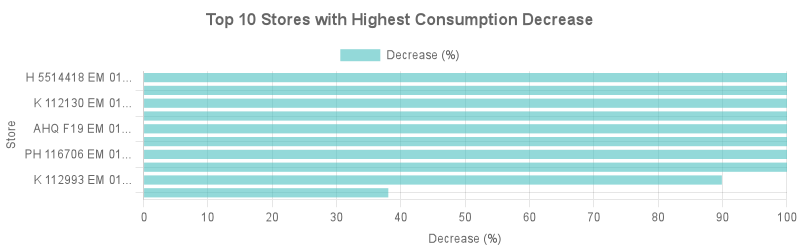 Top 10 Stores with Highest Consumption Decrease
Decrease (%)
Store
H 5514418 EM 01...
K 112130 EM 01...
AHQ F19 EM 01...
PH 116706 EM 01...
K 112993 EM 01...
0 10 20 30 40 50 60 70 80 90 100
Decrease (%)